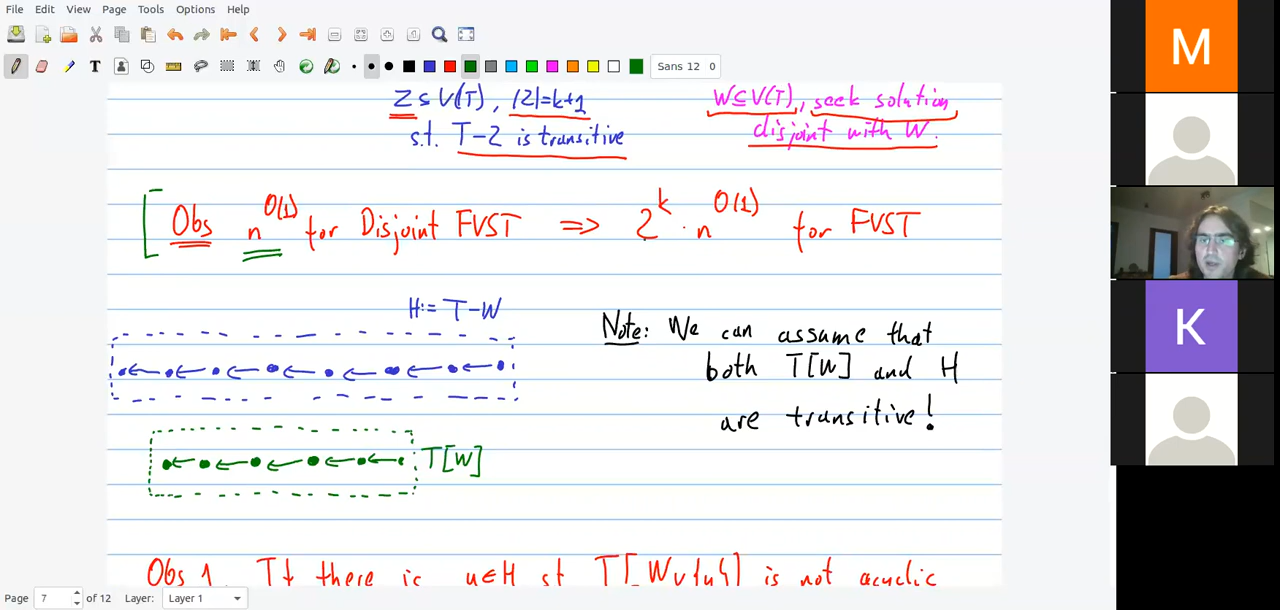 File Edit View Page Tools Options Help
Sans 12 0
Z ⊆ V(T), |Z|=k+1
s.t. T-Z is transitive
W⊆V(T), seek solution
disjoint with W.
Obs n^O(1) for Disjoint FVST ⟹ 2^k · n^O(1) for FVST
H:= T-W
Note: We can assume that
both T[W] and H
are transitive!
T[W]
Obs 1. If there is u∈H st T[W∪{u}] is not acyclic
Page 7 of 12 Layer: Layer 1
M
K